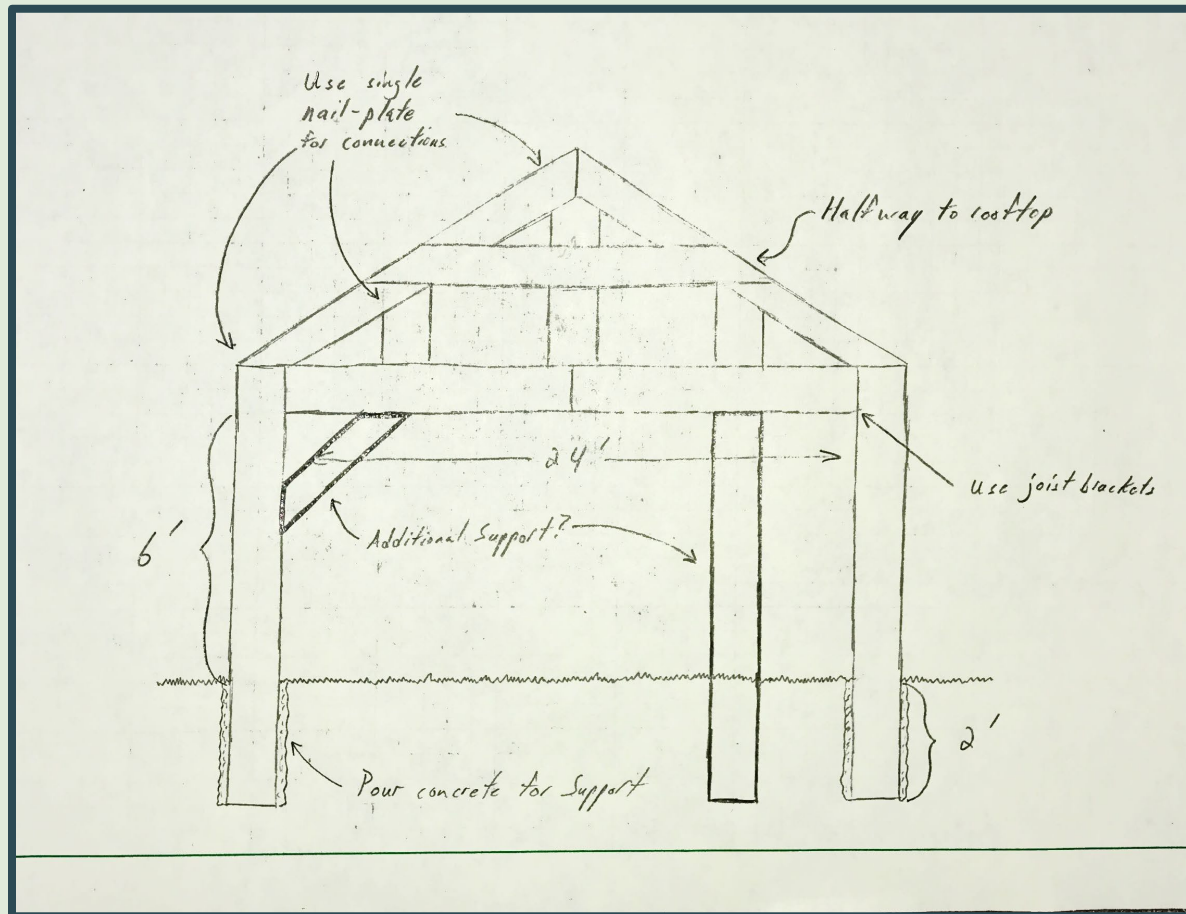 Use single
nail-plate
for connections
Halfway to rooftop
24'
Use joist brackets
6'
Additional Support?
2'
Pour concrete for Support